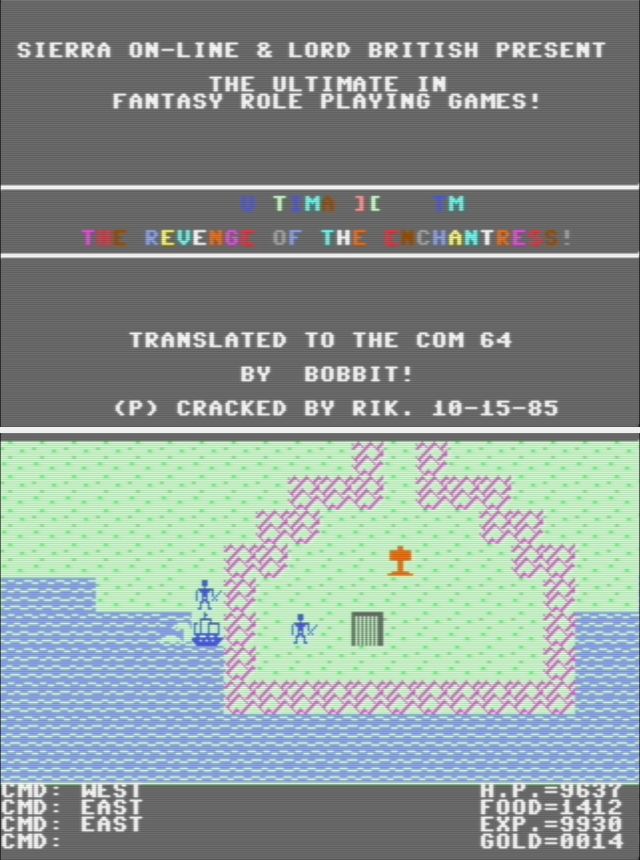 SIERRA ON-LINE & LORD BRITISH PRESENT
THE ULTIMATE IN
FANTASY ROLE PLAYING GAMES!
U TIMA ][ TM
THE REVENGE OF THE ENCHANTRESS!
TRANSLATED TO THE COM 64
BY BOBBIT!
(P) CRACKED BY RIK. 10-15-85
CMD: WEST
CMD: EAST
CMD: EAST
CMD:
H.P.=9637
FOOD=1412
EXP.=9930
GOLD=0014